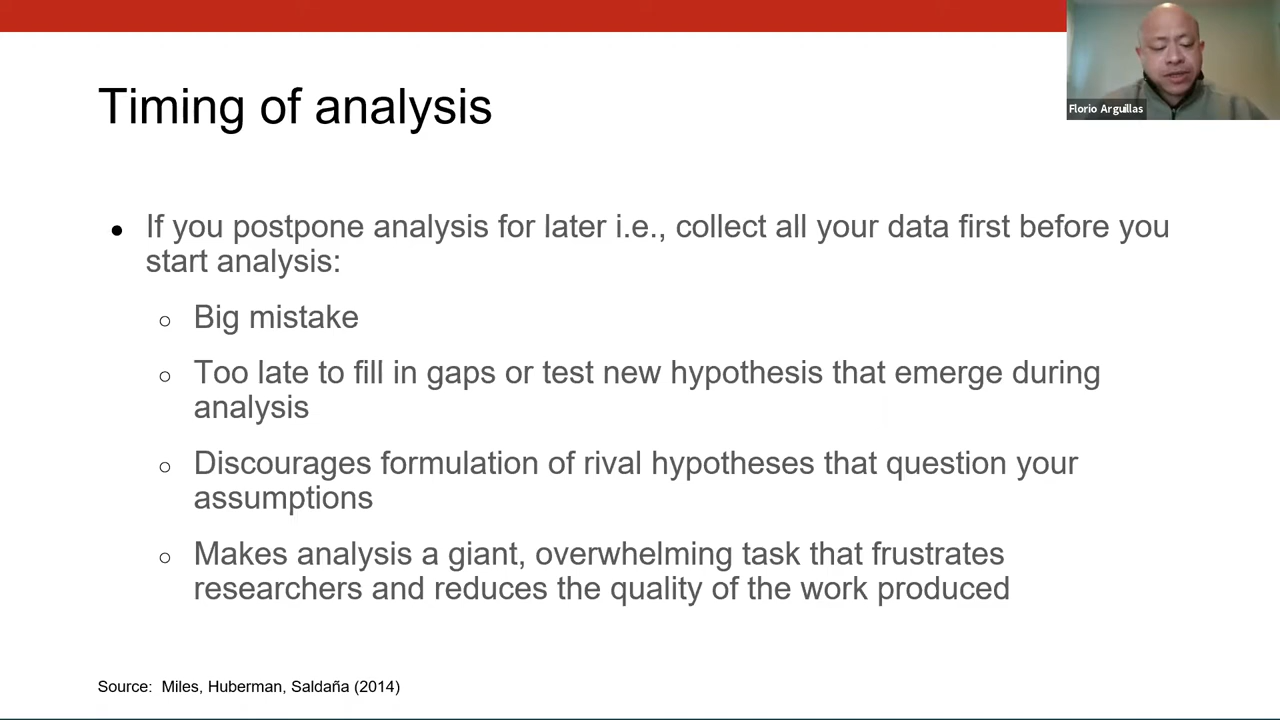 Timing of analysis
Florio Arguillas
● If you postpone analysis for later i.e., collect all your data first before you
start analysis:
○ Big mistake
○ Too late to fill in gaps or test new hypothesis that emerge during
analysis
○ Discourages formulation of rival hypotheses that question your
assumptions
○ Makes analysis a giant, overwhelming task that frustrates
researchers and reduces the quality of the work produced
Source: Miles, Huberman, Saldaña (2014)